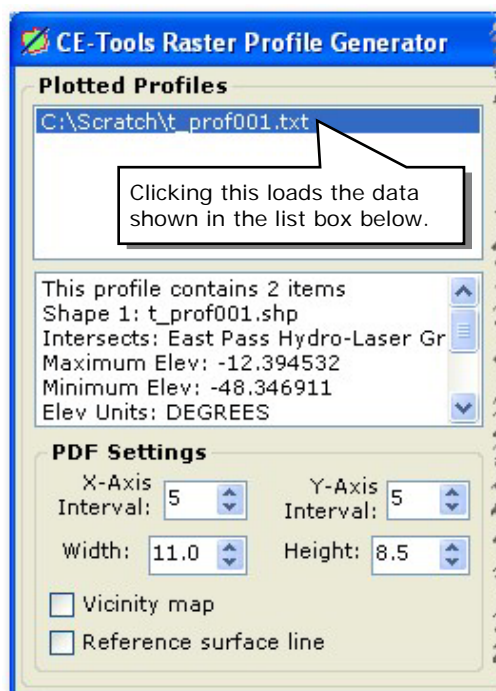 CE-Tools Raster Profile Generator
Plotted Profiles
C:\Scratch\t_prof001.txt
Clicking this loads the data
shown in the list box below.
This profile contains 2 items
Shape 1: t_prof001.shp
Intersects: East Pass Hydro-Laser Gr
Maximum Elev: -12.394532
Minimum Elev: -48.346911
Elev Units: DEGREES
PDF Settings
X-Axis
Interval: 5
Y-Axis
Interval: 5
Width: 11.0 Height: 8.5
Vicinity map
Reference surface line